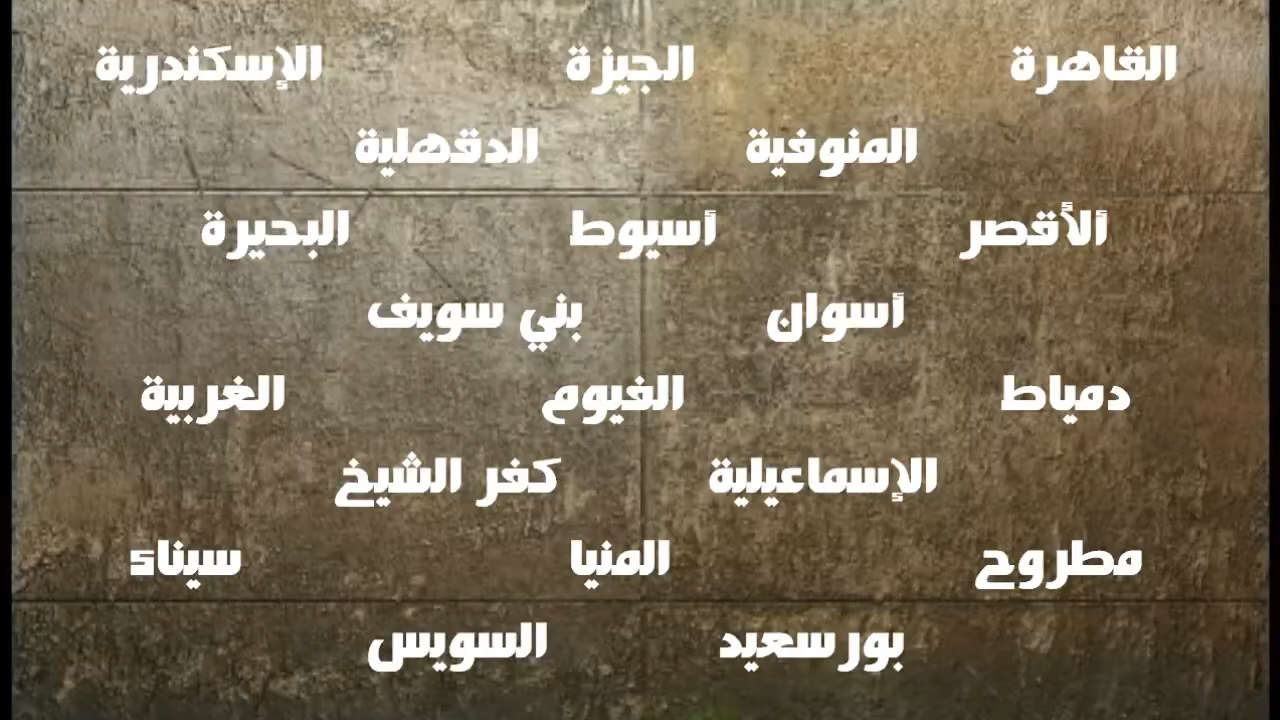 القاهرة الجيزة الإسكندرية
المنوفية الدقهلية
الأقصر أسيوط البحيرة
أسوان بني سويف
دمياط الفيوم الغربية
الإسماعيلية كفر الشيخ
مطروح المنيا سيناء
بورسعيد السويس